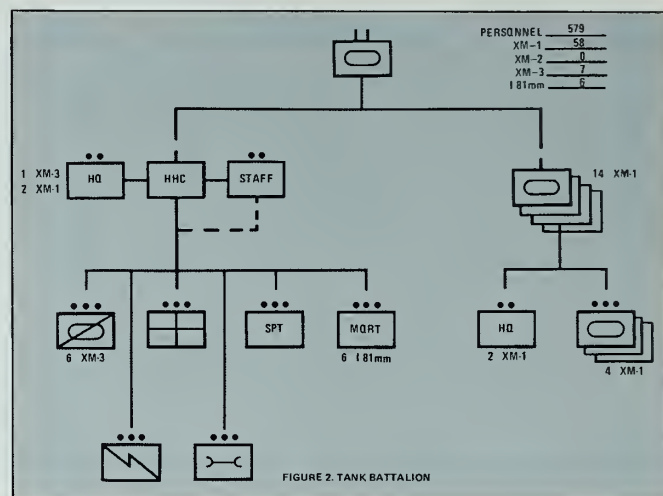 PERSONNEL 579
XM-1 58
XM-2 0
XM-3 7
I 81mm 6
1 XM-3
2 XM-1
HQ
HHC
STAFF
14 XM-1
6 XM-3
SPT
MORT
6 I 81mm
HQ
2 XM-1
4 XM-1
FIGURE 2. TANK BATTALION